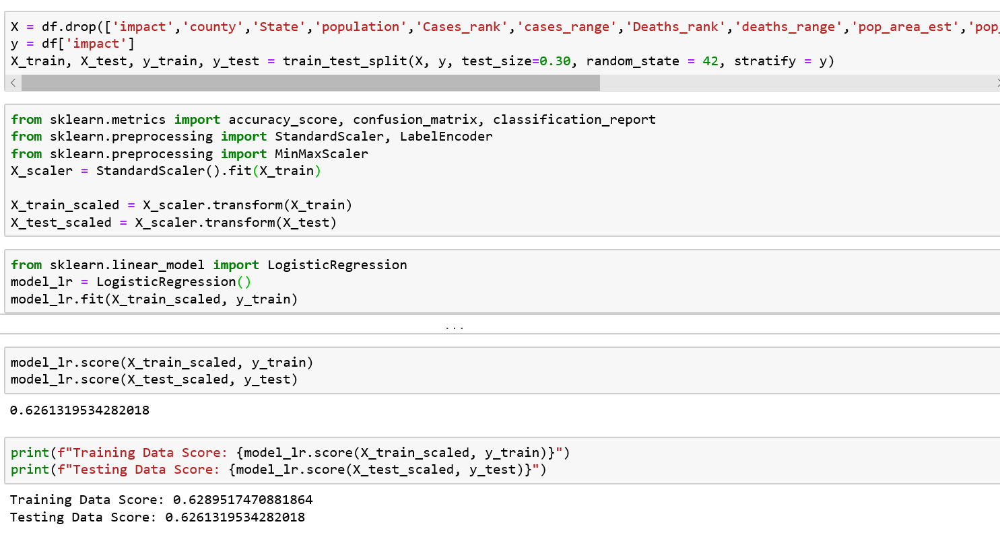 X = df.drop(['impact','county','State','population','Cases_rank','cases_range','Deaths_rank','deaths_range','pop_area_est','pop_
y = df['impact']
X_train, X_test, y_train, y_test = train_test_split(X, y, test_size=0.30, random_state = 42, stratify = y)
from sklearn.metrics import accuracy_score, confusion_matrix, classification_report
from sklearn.preprocessing import StandardScaler, LabelEncoder
from sklearn.preprocessing import MinMaxScaler
X_scaler = StandardScaler().fit(X_train)
X_train_scaled = X_scaler.transform(X_train)
X_test_scaled = X_scaler.transform(X_test)
from sklearn.linear_model import LogisticRegression
model_lr = LogisticRegression()
model_lr.fit(X_train_scaled, y_train)
...
model_lr.score(X_train_scaled, y_train)
model_lr.score(X_test_scaled, y_test)
0.6261319534282018
print(f"Training Data Score: {model_lr.score(X_train_scaled, y_train)}")
print(f"Testing Data Score: {model_lr.score(X_test_scaled, y_test)}")
Training Data Score: 0.6289517470881864
Testing Data Score: 0.6261319534282018